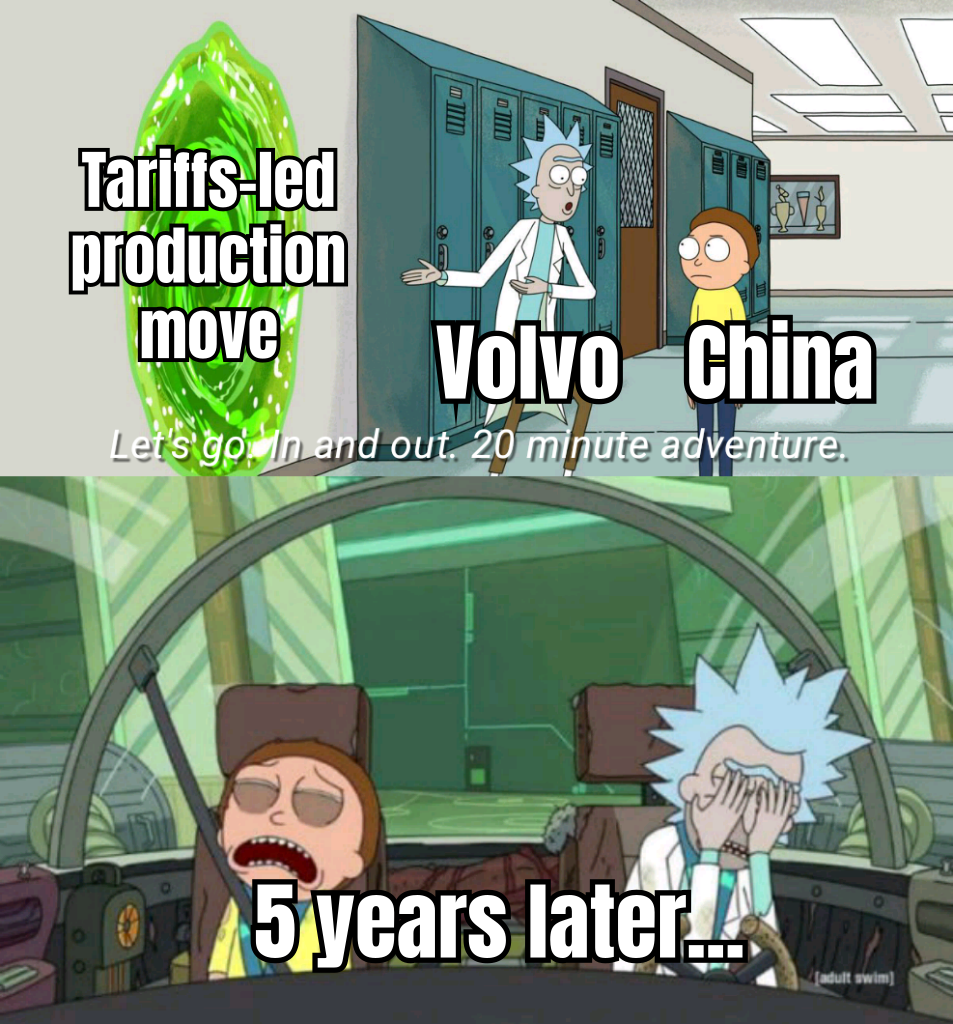 Tariffs-led
production
move
Volvo China
Let's go. In and out. 20 minute adventure.
5 years later...
[adult swim]